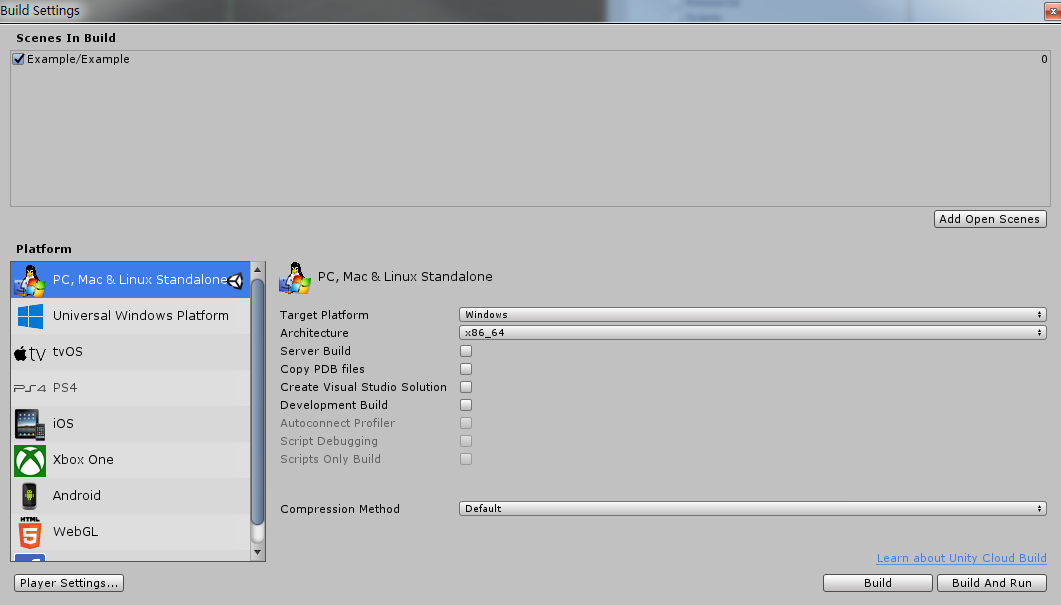 Build Settings
Scenes In Build
Example/Example 0
Add Open Scenes
Platform
PC, Mac & Linux Standalone
Universal Windows Platform
tv tvOS
PS4 PS4
iOS
Xbox One
Android
HTML
5
WebGL
Player Settings...
PC, Mac & Linux Standalone
Target Platform Windows
Architecture x86_64
Server Build
Copy PDB files
Create Visual Studio Solution
Development Build
Autoconnect Profiler
Script Debugging
Scripts Only Build
Compression Method Default
Learn about Unity Cloud Build
Build Build And Run